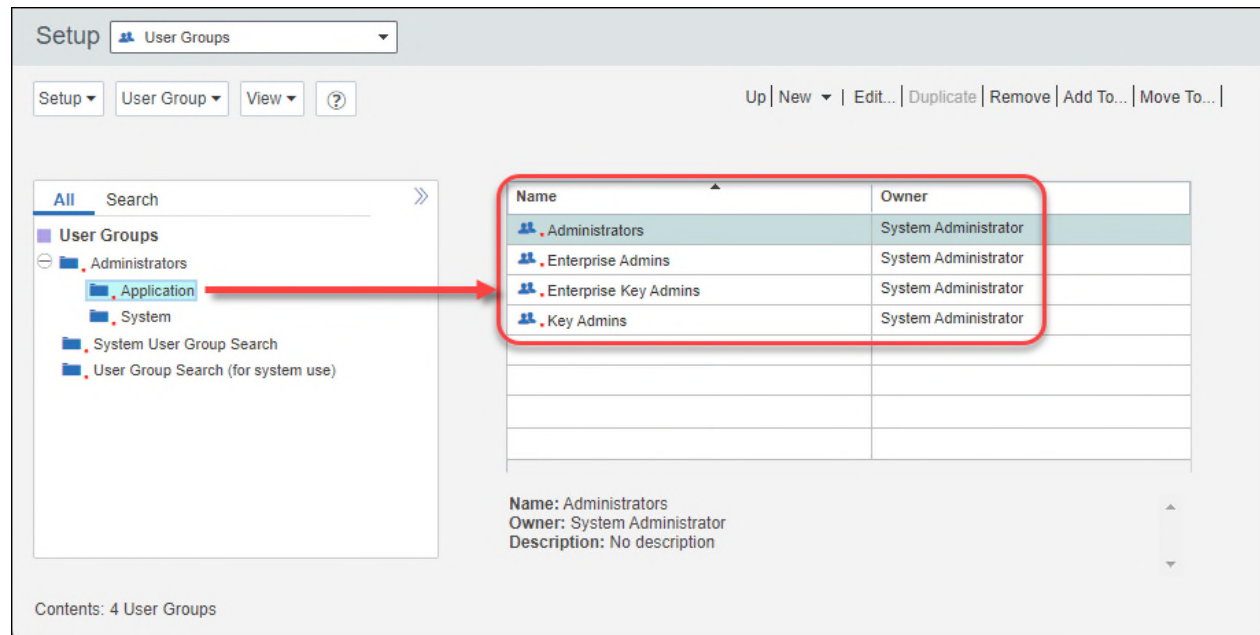 Setup User Groups
Setup User Group View ?
Up | New | Edit... | Duplicate | Remove | Add To... | Move To... |
All Search
User Groups
Administrators
Application
System
System User Group Search
User Group Search (for system use)
Name Owner
Administrators System Administrator
Enterprise Admins System Administrator
Enterprise Key Admins System Administrator
Key Admins System Administrator
Name: Administrators
Owner: System Administrator
Description: No description
Contents: 4 User Groups